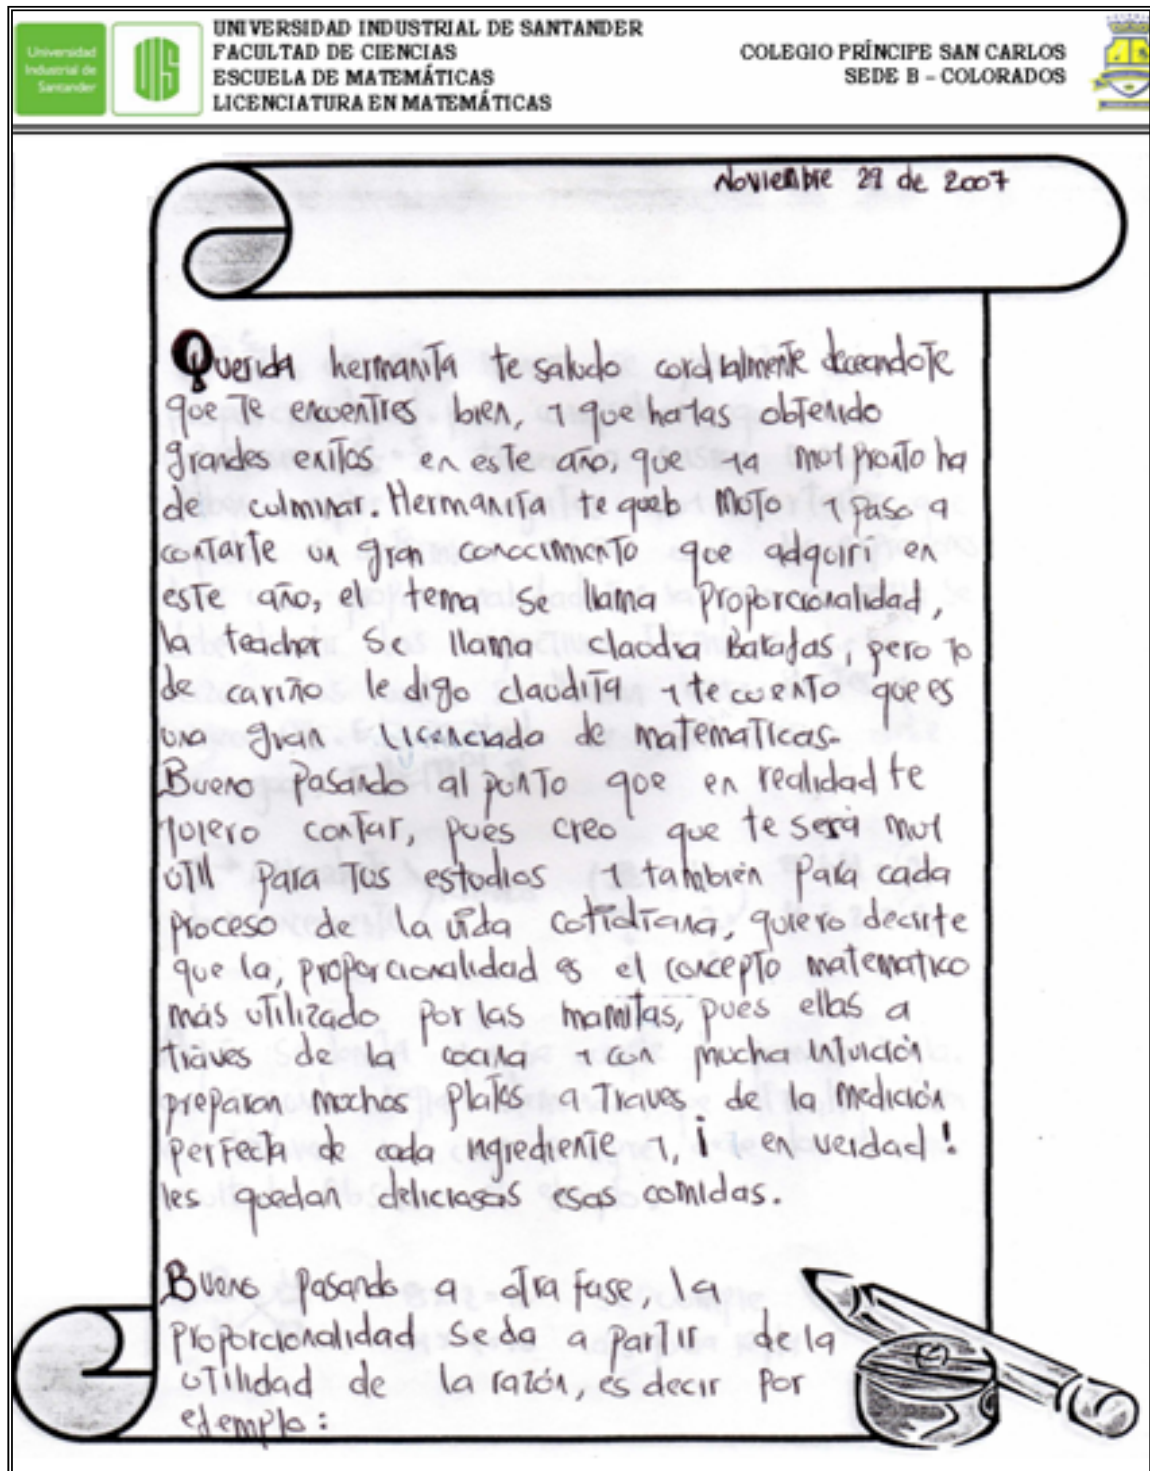 Universidad
Industrial de
Santander
UIS
UNIVERSIDAD INDUSTRIAL DE SANTANDER
FACULTAD DE CIENCIAS
ESCUELA DE MATEMÁTICAS
LICENCIATURA EN MATEMÁTICAS
COLEGIO PRÍNCIPE SAN CARLOS
SEDE B – COLORADOS
Noviembre 29 de 2007
Querida hermanita te saludo cordialmente deceandote
que te encuentres bien, y que hayas obtenido
grandes exitos en este año, que ya muy pronto ha
de culminar. Hermanita te quiero mucho y paso a
contarte un gran conocimiento que adquiri en
este año, el tema se llama proporcionalidad,
la teacher se llama claudia Barajas, pero yo
de cariño le digo claudita y te cuento que es
una gran Licenciada de matematicas.
Bueno pasando al punto que en realidad te
quiero contar, pues creo que te será muy
útil para tus estudios y también para cada
proceso de la vida cotidiana, quiero decirte
que la, proporcionalidad es el concepto matematico
más utilizado por las mamitas, pues ellas a
tráves de la cocina y con mucha intuición
preparan muchos platos a traves de la medición
perfecta de cada ingrediente y, ¡ y en verdad!
les quedan deliciosas esas comidas.
Bueno pasando a otra fase, la
proporcionalidad se da a partir de la
utilidad de la razón, es decir por
ejemplo: